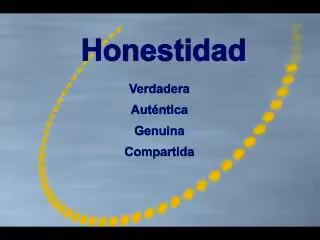 Honestidad
Verdadera
Auténtica
Genuina
Compartida